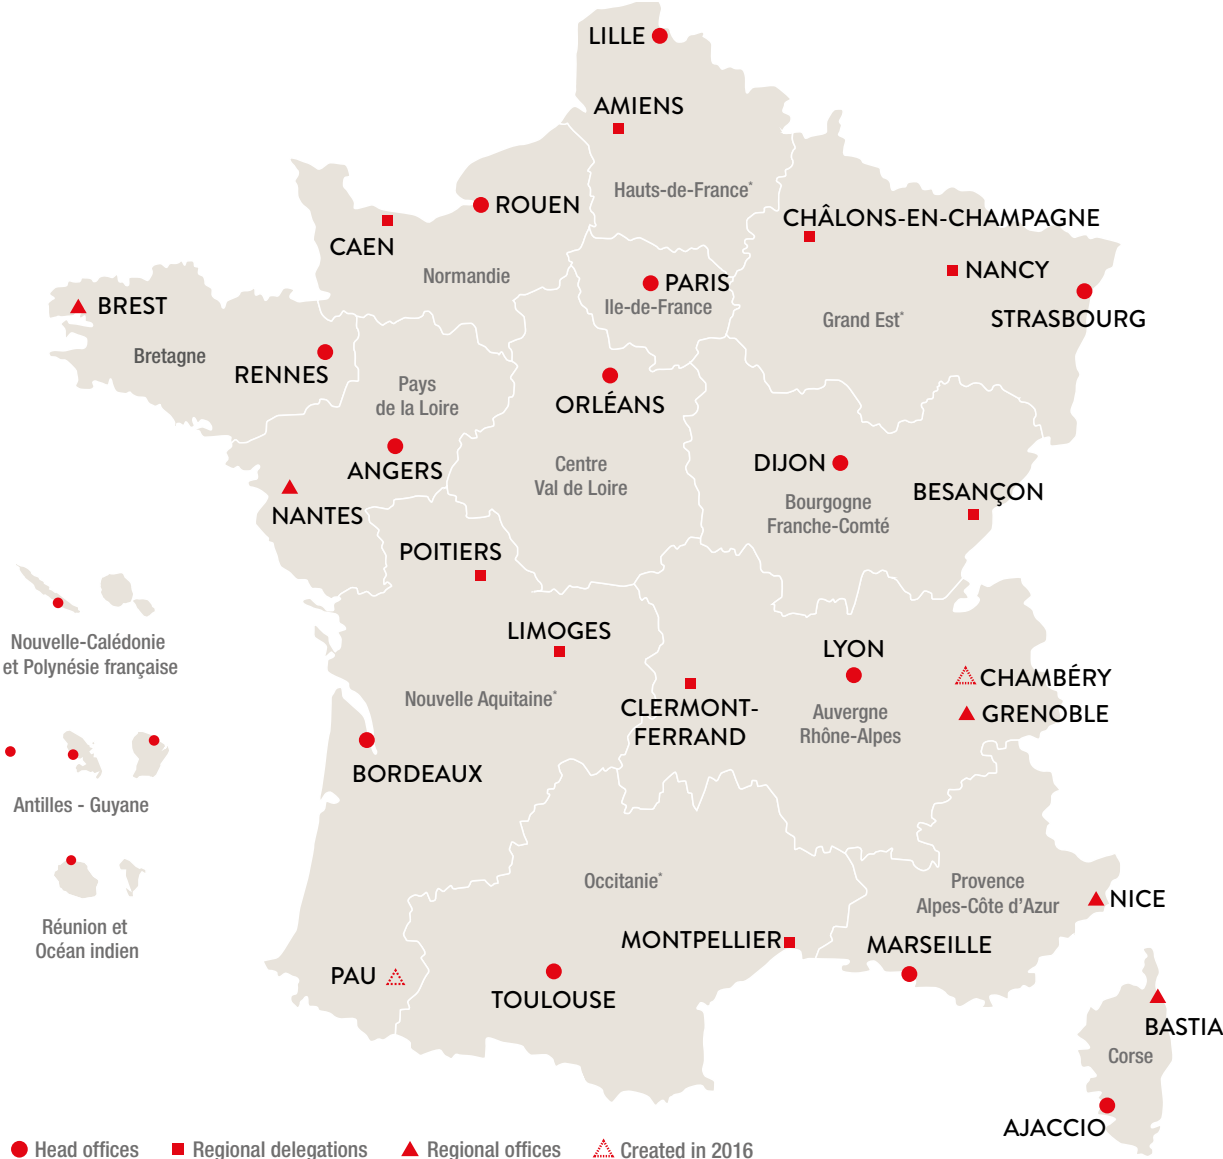 LILLE
AMIENS
Hauts-de-France*
ROUEN
CAEN
Normandie
CHÂLONS-EN-CHAMPAGNE
NANCY
PARIS
Ile-de-France
Grand Est*
STRASBOURG
BREST
Bretagne
RENNES
Pays
de la Loire
ORLÉANS
ANGERS
Centre
Val de Loire
DIJON
Bourgogne
Franche-Comté
BESANÇON
NANTES
POITIERS
LIMOGES
Nouvelle Aquitaine*
LYON
CHAMBÉRY
GRENOBLE
CLERMONT-
FERRAND
Auvergne
Rhône-Alpes
BORDEAUX
Nouvelle-Calédonie
et Polynésie française
Antilles - Guyane
Réunion et
Océan indien
Occitanie*
Provence
Alpes-Côte d'Azur
NICE
MONTPELLIER
MARSEILLE
PAU
TOULOUSE
BASTIA
Corse
AJACCIO
Head offices
Regional delegations
Regional offices
Created in 2016